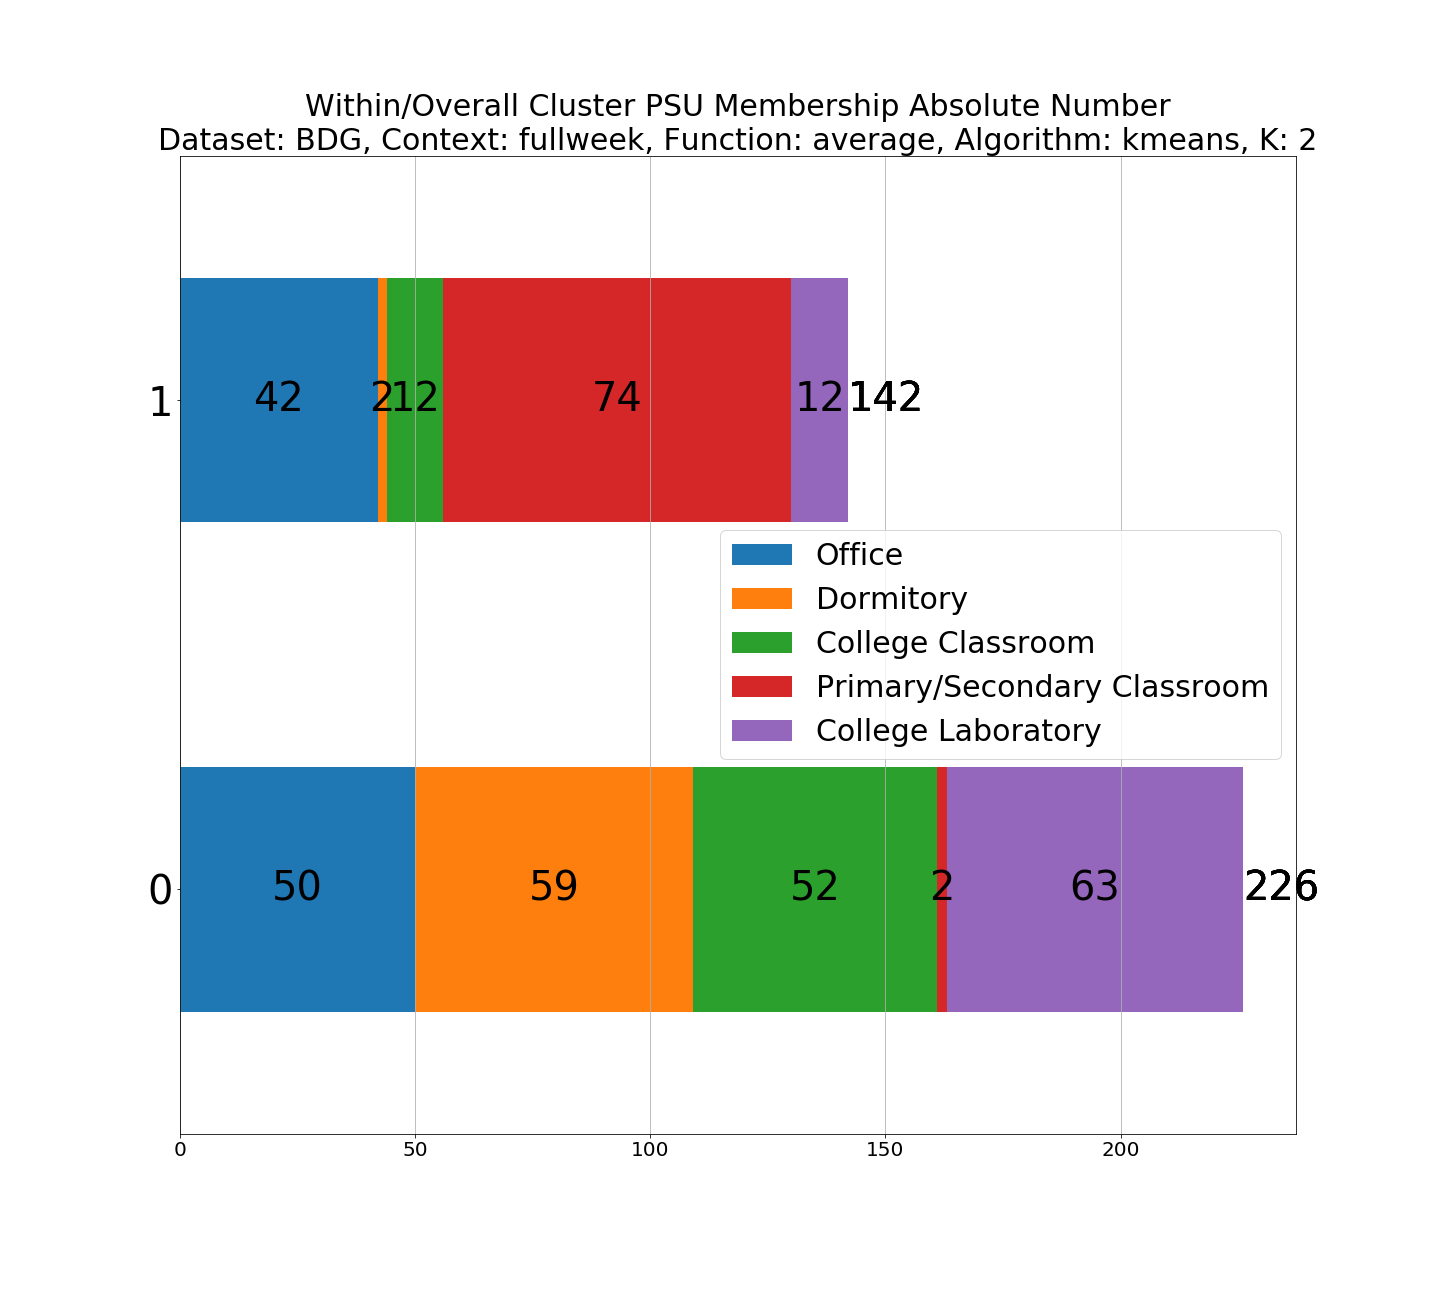 Within/Overall Cluster PSU Membership Absolute Number
Dataset: BDG, Context: fullweek, Function: average, Algorithm: kmeans, K: 2
1
42
2
12
74
12
142
Office
Dormitory
College Classroom
Primary/Secondary Classroom
College Laboratory
0
50
59
52
2
63
226
0
50
100
150
200